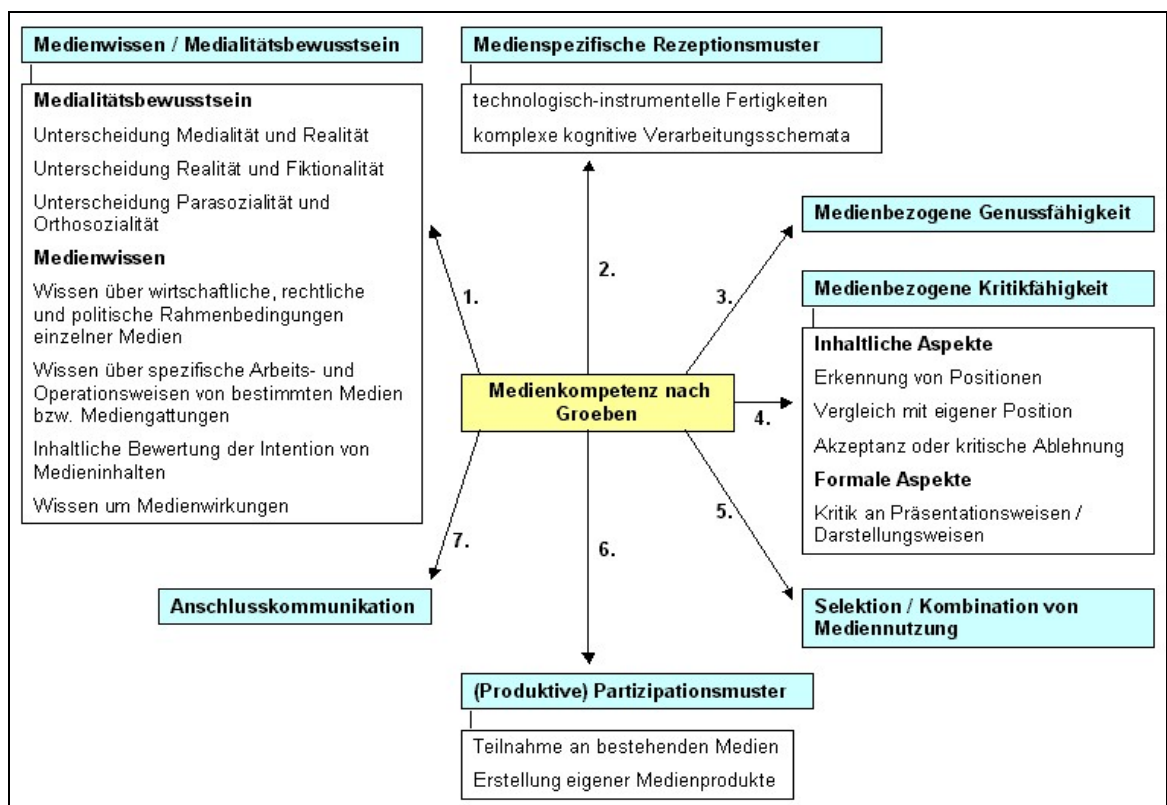 Medienwissen / Medialitätsbewusstsein
Medialitätsbewusstsein
Unterscheidung Medialität und Realität
Unterscheidung Realität und Fiktionalität
Unterscheidung Parasozialität und
Orthosozialität
Medienwissen
Wissen über wirtschaftliche, rechtliche
und politische Rahmenbedingungen
einzelner Medien
Wissen über spezifische Arbeits- und
Operationsweisen von bestimmten Medien
bzw. Mediengattungen
Inhaltliche Bewertung der Intention von
Medieninhalten
Wissen um Medienwirkungen
Medienspezifische Rezeptionsmuster
technologisch-instrumentelle Fertigkeiten
komplexe kognitive Verarbeitungsschemata
Medienbezogene Genussfähigkeit
Medienbezogene Kritikfähigkeit
Inhaltliche Aspekte
Erkennung von Positionen
Vergleich mit eigener Position
Akzeptanz oder kritische Ablehnung
Formale Aspekte
Kritik an Präsentationsweisen /
Darstellungsweisen
1.
2.
3.
Medienkompetenz nach
Groeben
4.
5.
6.
7.
Anschlusskommunikation
Selektion / Kombination von
Mediennutzung
(Produktive) Partizipationsmuster
Teilnahme an bestehenden Medien
Erstellung eigener Medienprodukte